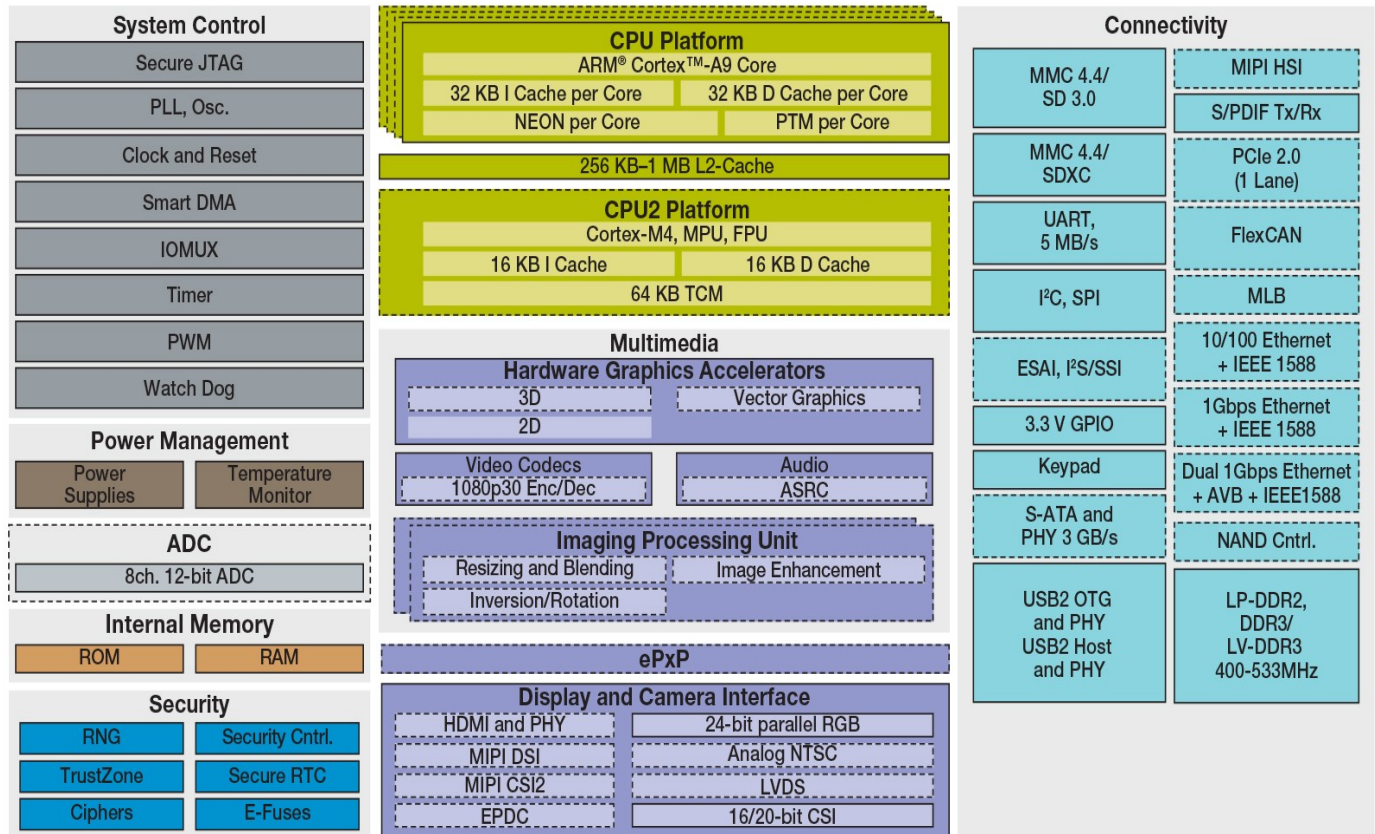 System Control
Secure JTAG
PLL, Osc.
Clock and Reset
Smart DMA
IOMUX
Timer
PWM
Watch Dog
Power Management
Power
Supplies
Temperature
Monitor
ADC
8ch. 12-bit ADC
Internal Memory
ROM
RAM
Security
RNG
Security Cntrl.
TrustZone
Secure RTC
Ciphers
E-Fuses
CPU Platform
ARM® Cortex™-A9 Core
32 KB I Cache per Core
32 KB D Cache per Core
NEON per Core
PTM per Core
256 KB–1 MB L2-Cache
CPU2 Platform
Cortex-M4, MPU, FPU
16 KB I Cache
16 KB D Cache
64 KB TCM
Multimedia
Hardware Graphics Accelerators
3D
Vector Graphics
2D
Video Codecs
1080p30 Enc/Dec
Audio
ASRC
Imaging Processing Unit
Resizing and Blending
Image Enhancement
Inversion/Rotation
ePxP
Display and Camera Interface
HDMI and PHY
24-bit parallel RGB
MIPI DSI
Analog NTSC
MIPI CSI2
LVDS
EPDC
16/20-bit CSI
Connectivity
MMC 4.4/
SD 3.0
MMC 4.4/
SDXC
UART,
5 MB/s
I²C, SPI
ESAI, I²S/SSI
3.3 V GPIO
Keypad
S-ATA and
PHY 3 GB/s
USB2 OTG
and PHY
USB2 Host
and PHY
MIPI HSI
S/PDIF Tx/Rx
PCIe 2.0
(1 Lane)
FlexCAN
MLB
10/100 Ethernet
+ IEEE 1588
1Gbps Ethernet
+ IEEE 1588
Dual 1Gbps Ethernet
+ AVB + IEEE1588
NAND Cntrl.
LP-DDR2,
DDR3/
LV-DDR3
400-533MHz